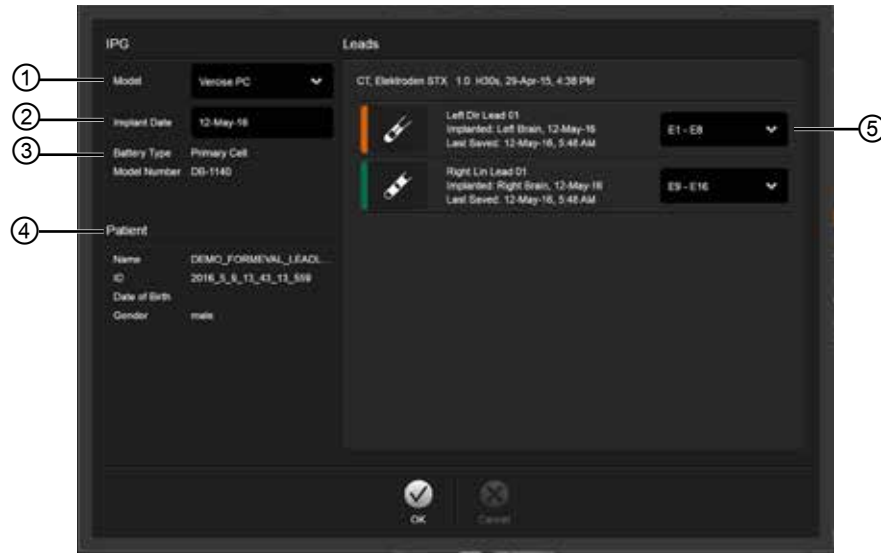 IPG
Leads
1
Model
Verose PC
CT, Elektroden STX 1.0 H30s, 29-Apr-15, 4:38 PM
2
Implant Date
12-May-16
Left Dir Lead 01
Implanted: Left Brain, 12-May-16
Last Saved: 12-May-16, 5:48 AM
E1 - E8
5
3
Battery Type Primary Cell
Model Number DB-1140
Right Lin Lead 01
Implanted: Right Brain, 12-May-16
Last Saved: 12-May-16, 5:48 AM
E9 - E16
4
Patient
Name DEMO_FORMEVAL_LEADL...
ID 2016_5_9_13_43_13_559
Date of Birth
Gender male
OK
Cancel